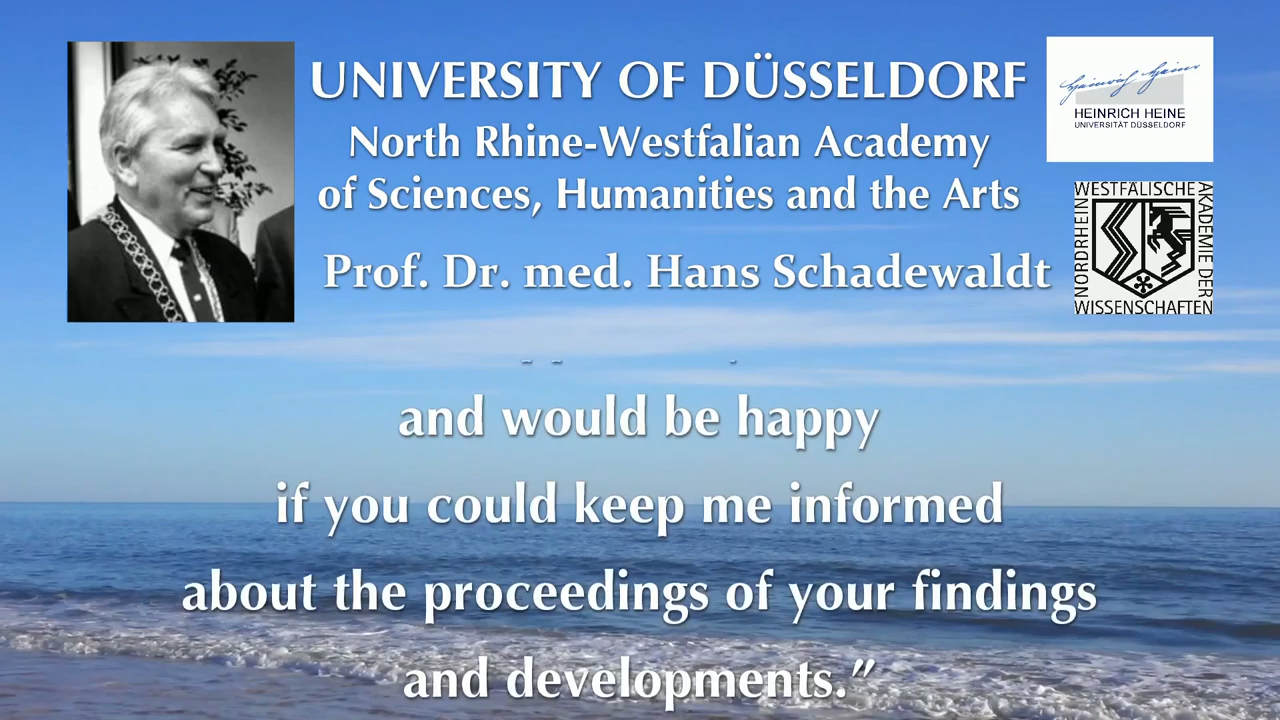 UNIVERSITY OF DÜSSELDORF
North Rhine-Westfalian Academy
of Sciences, Humanities and the Arts
Prof. Dr. med. Hans Schadewaldt
Heinrich Heine
HEINRICH HEINE
UNIVERSITÄT DÜSSELDORF
NORDRHEIN
WESTFÄLISCHE
AKADEMIE DER
WISSENSCHAFTEN
and would be happy
if you could keep me informed
about the proceedings of your findings
and developments.”